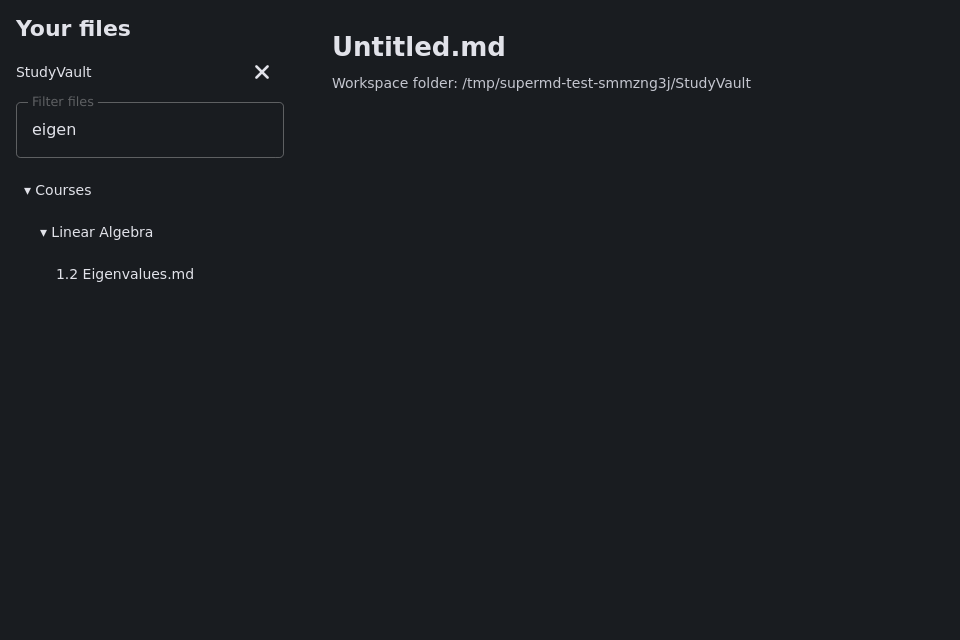 Your files
StudyVault
Filter files
eigen
▾ Courses
▾ Linear Algebra
1.2 Eigenvalues.md
Untitled.md
Workspace folder: /tmp/supermd-test-smmzng3j/StudyVault